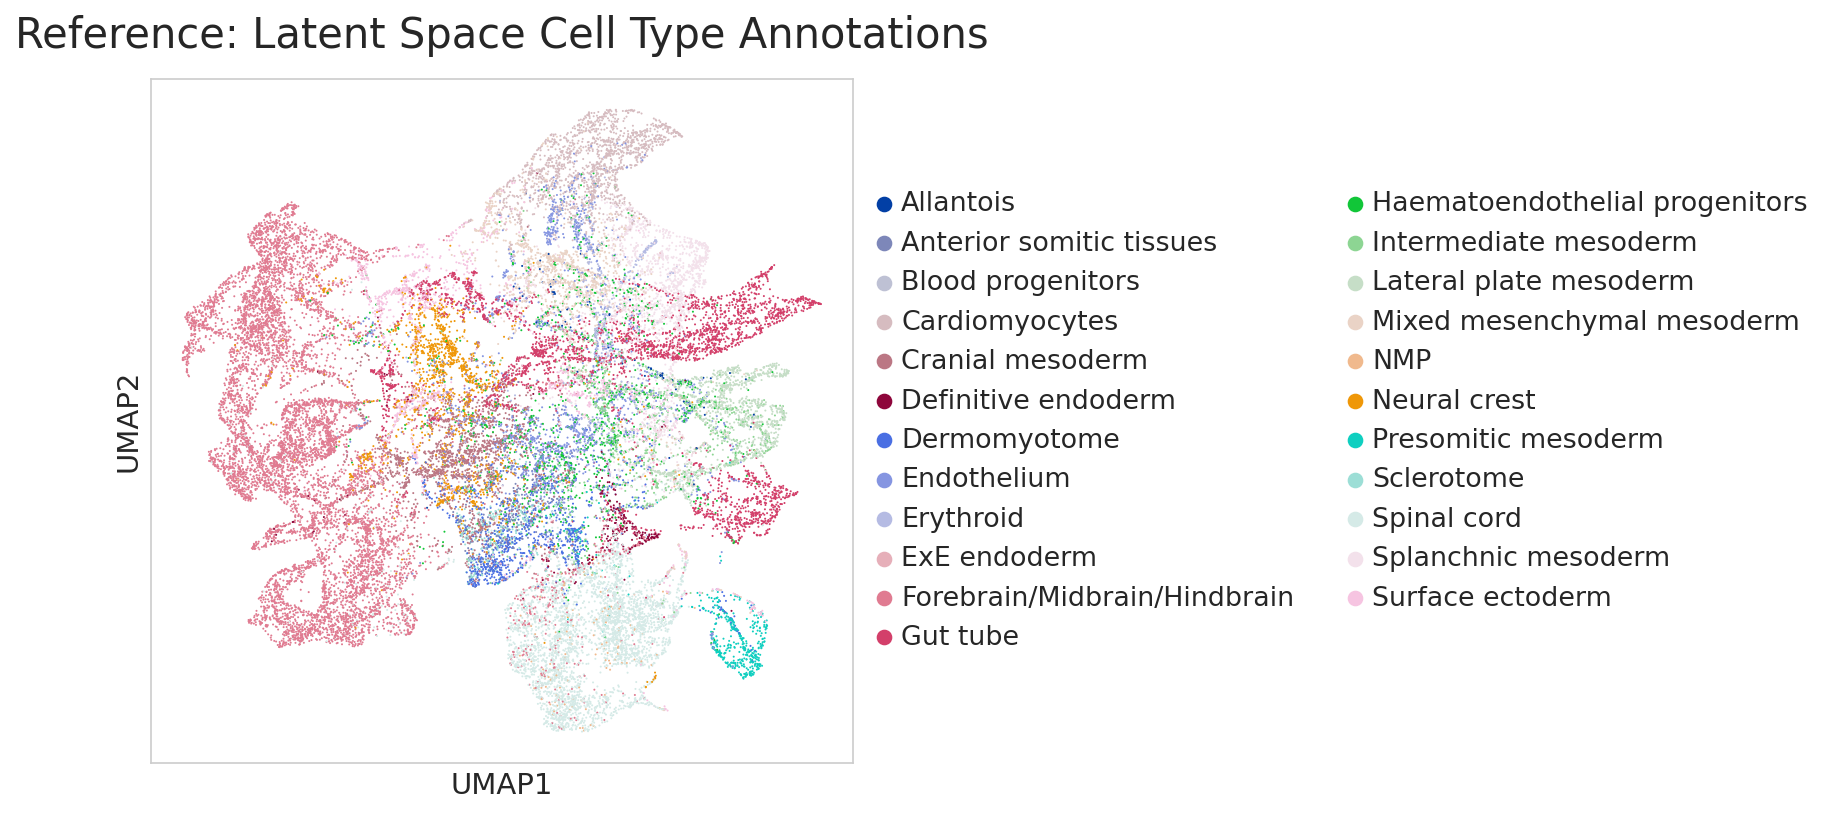 Reference: Latent Space Cell Type Annotations
UMAP2
UMAP1
Allantois
Anterior somitic tissues
Blood progenitors
Cardiomyocytes
Cranial mesoderm
Definitive endoderm
Dermomyotome
Endothelium
Erythroid
ExE endoderm
Forebrain/Midbrain/Hindbrain
Gut tube
Haematoendothelial progenitors
Intermediate mesoderm
Lateral plate mesoderm
Mixed mesenchymal mesoderm
NMP
Neural crest
Presomitic mesoderm
Sclerotome
Spinal cord
Splanchnic mesoderm
Surface ectoderm